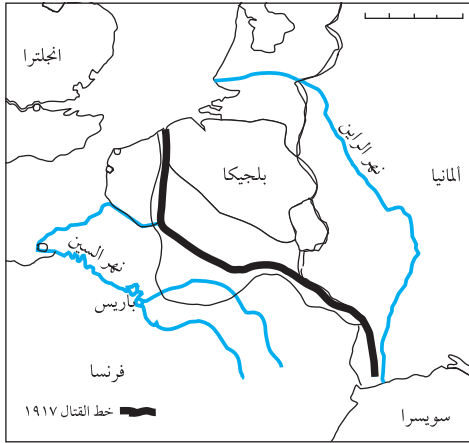 انجلترا
نهر الراين
ألمانيا
بلجيكا
نهر السين
باريس
فرنسا
خط القتال ١٩١٧
سويسرا